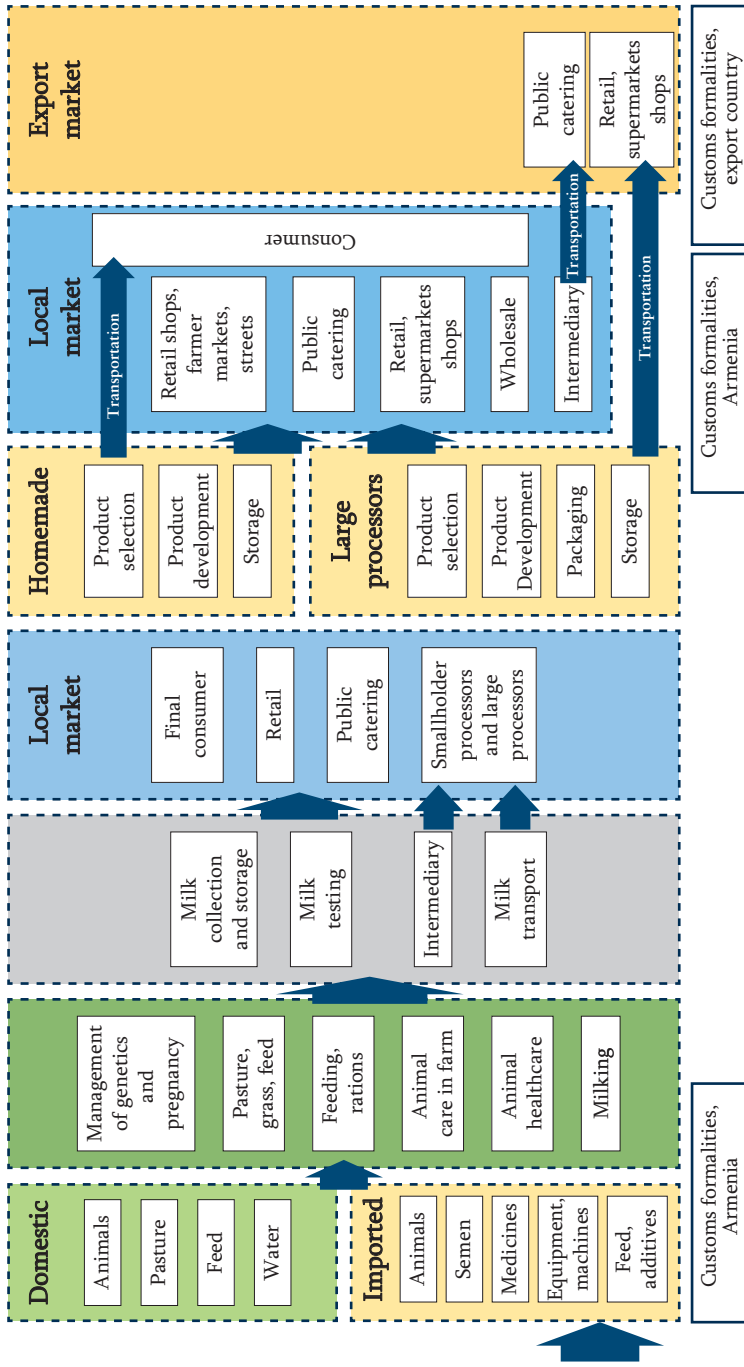 Domestic
Animals
Pasture
Feed
Water
Imported
Animals
Semen
Medicines
Equipment,
machines
Feed,
additives
Management
of genetics
and
pregnancy
Pasture,
grass, feed
Feeding,
rations
Animal
care in farm
Animal
healthcare
Milking
Milk
collection
and storage
Milk
testing
Intermediary
Milk
transport
Local
market
Final
consumer
Retail
Public
catering
Smallholder
processors
and large
processors
Homemade
Product
selection
Product
development
Storage
Large
processors
Product
selection
Product
Development
Packaging
Storage
Transportation
Local
market
Retail shops,
farmer
markets,
streets
Public
catering
Retail,
supermarkets
shops
Wholesale
Intermediary
Consumer
Transportation
Transportation
Export
market
Public
catering
Retail,
supermarkets
shops
Customs formalities,
Armenia
Customs formalities,
Armenia
Customs formalities,
export country